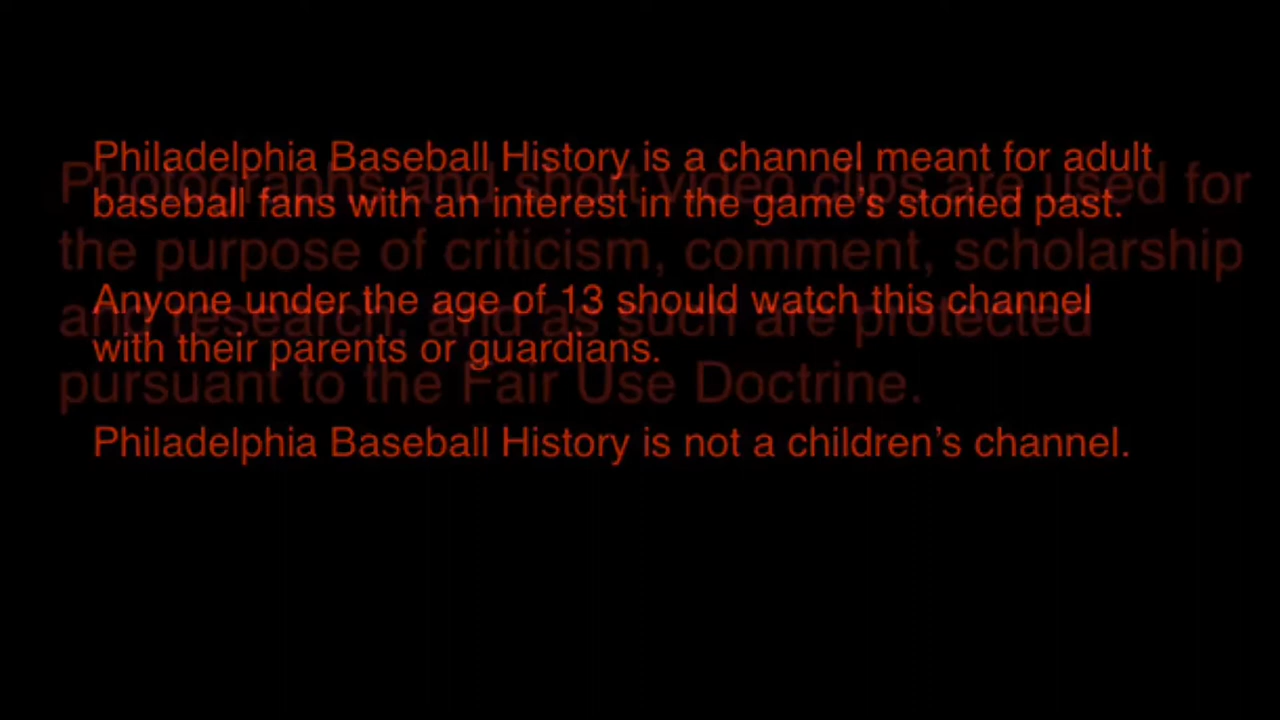 Philadelphia Baseball History is a channel meant for adult
baseball fans with an interest in the game’s storied past.
Anyone under the age of 13 should watch this channel
with their parents or guardians.
Philadelphia Baseball History is not a children’s channel.
Photographs and short video clips are used for
the purpose of criticism, comment, scholarship
and research, and as such are protected
pursuant to the Fair Use Doctrine.